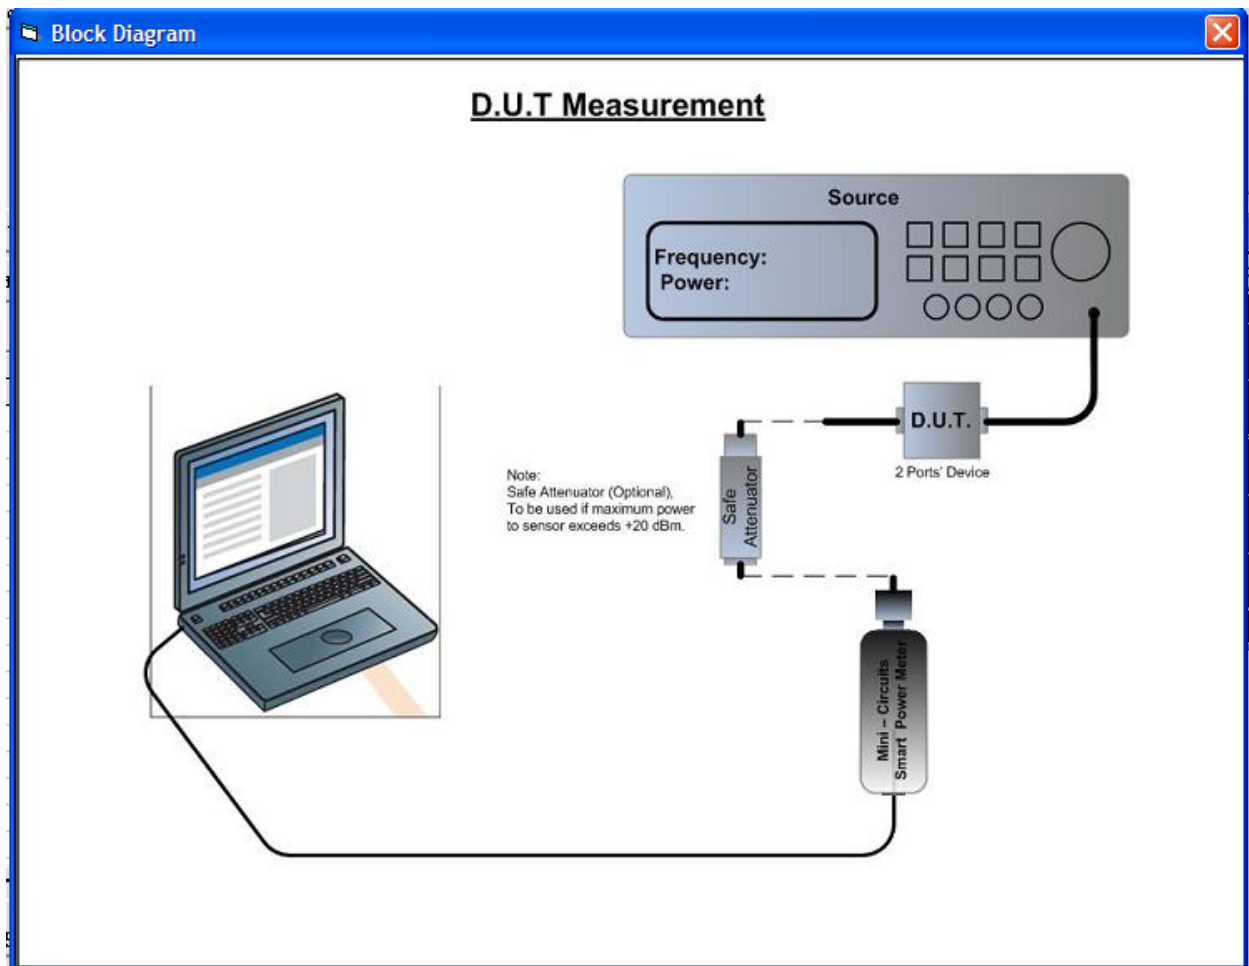 Block Diagram
D.U.T Measurement
Source
Frequency:
Power:
D.U.T.
2 Ports' Device
Note:
Safe Attenuator (Optional),
To be used if maximum power
to sensor exceeds +20 dBm.
Safe
Attenuator
Mini – Circuits
Smart Power Meter